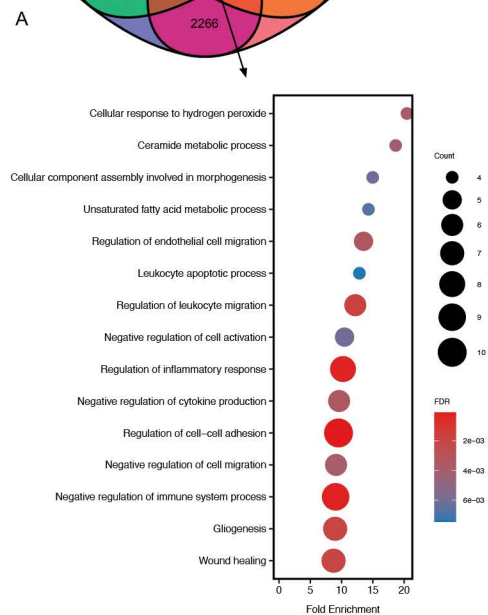 A
2266
Cellular response to hydrogen peroxide
Ceramide metabolic process
Cellular component assembly involved in morphogenesis
Unsaturated fatty acid metabolic process
Regulation of endothelial cell migration
Leukocyte apoptotic process
Regulation of leukocyte migration
Negative regulation of cell activation
Regulation of inflammatory response
Negative regulation of cytokine production
Regulation of cell−cell adhesion
Negative regulation of cell migration
Negative regulation of immune system process
Gliogenesis
Wound healing
0 5 10 15 20
Fold Enrichment
Count
4
5
6
7
8
9
10
FDR
2e−03
4e−03
6e−03